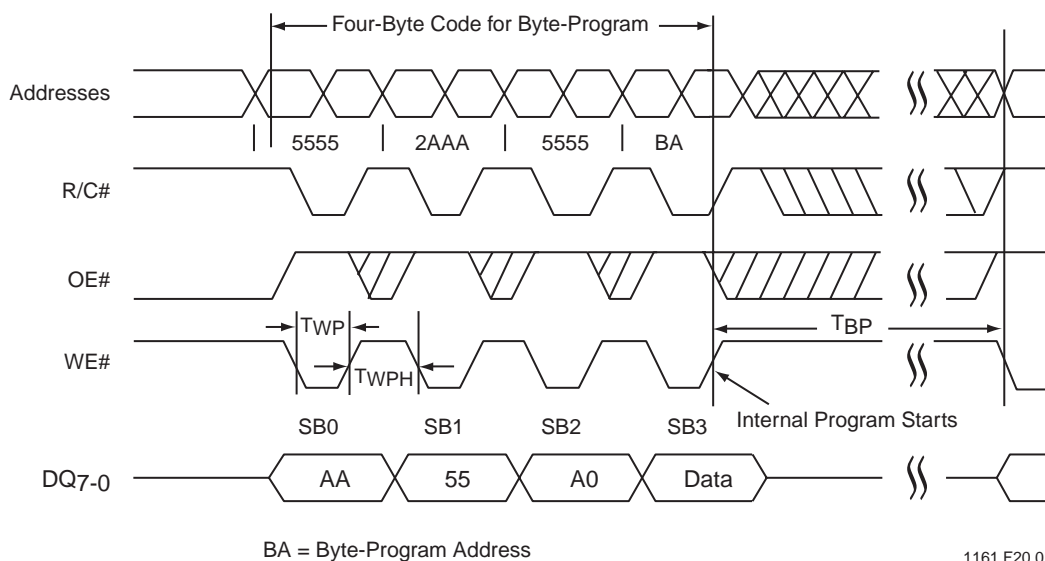 Four-Byte Code for Byte-Program
Addresses
5555 2AAA 5555 BA
R/C#
OE#
TWP TBP
WE#
TWPH
Internal Program Starts
SB0 SB1 SB2 SB3
DQ7-0 AA 55 A0 Data
BA = Byte-Program Address
1161 F20.0